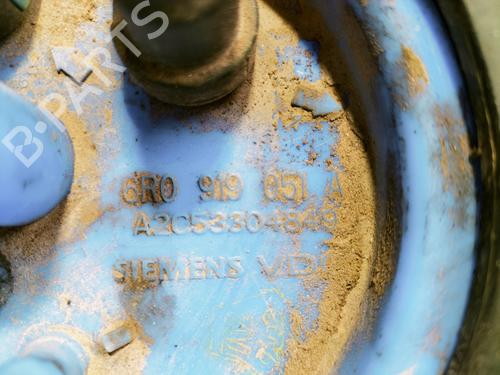 B-PARTS
6R0 919 051 A
A2C53304849
SIEMENS VDO